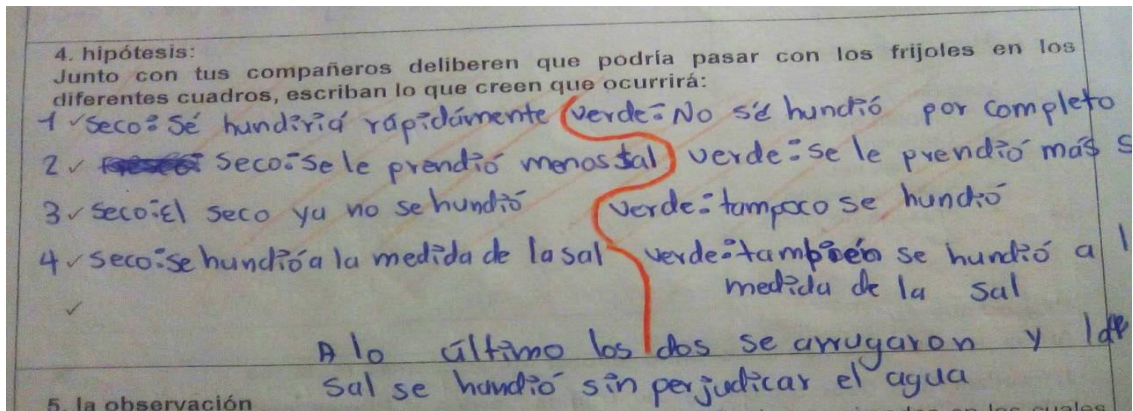 4. hipótesis:
Junto con tus compañeros deliberen que podría pasar con los frijoles en los
diferentes cuadros, escriban lo que creen que ocurrirá:
1 ✓ seco: Sé hundiriá rápidámente verde: No sé hundió por completo
2 ✓ seco: se le prendió menos sal verde: se le prendió más s
3 ✓ seco: El seco ya no se hundió verde: tampoco se hundió
4 ✓ seco: se hundió a la medida de la sal verde: también se hundió a l
medida de la sal
✓
A lo último los dos se arrugaron y
sal se hundió sin perjudicar el agua
5. la observación